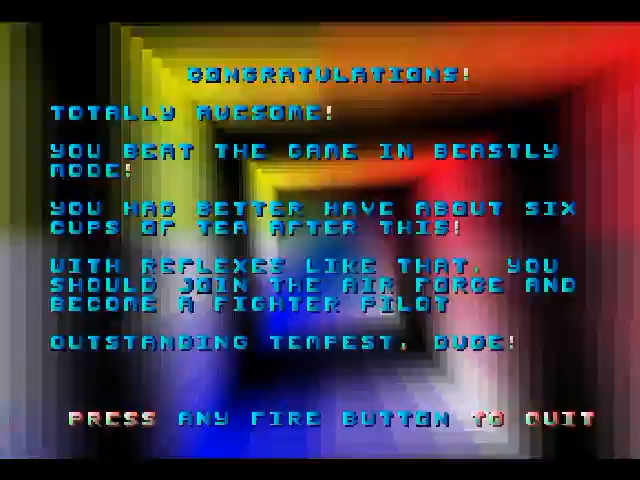 CONGRATULATIONS!
TOTALLY AWESOME!
YOU BEAT THE GAME IN BEASTLY
MODE!
YOU HAD BETTER HAVE ABOUT SIX
CUPS OF TEA AFTER THIS!
WITH REFLEXES LIKE THAT, YOU
SHOULD JOIN THE AIR FORCE AND
BECOME A FIGHTER PILOT
OUTSTANDING TEMPEST, DUDE!
PRESS ANY FIRE BUTTON TO QUIT